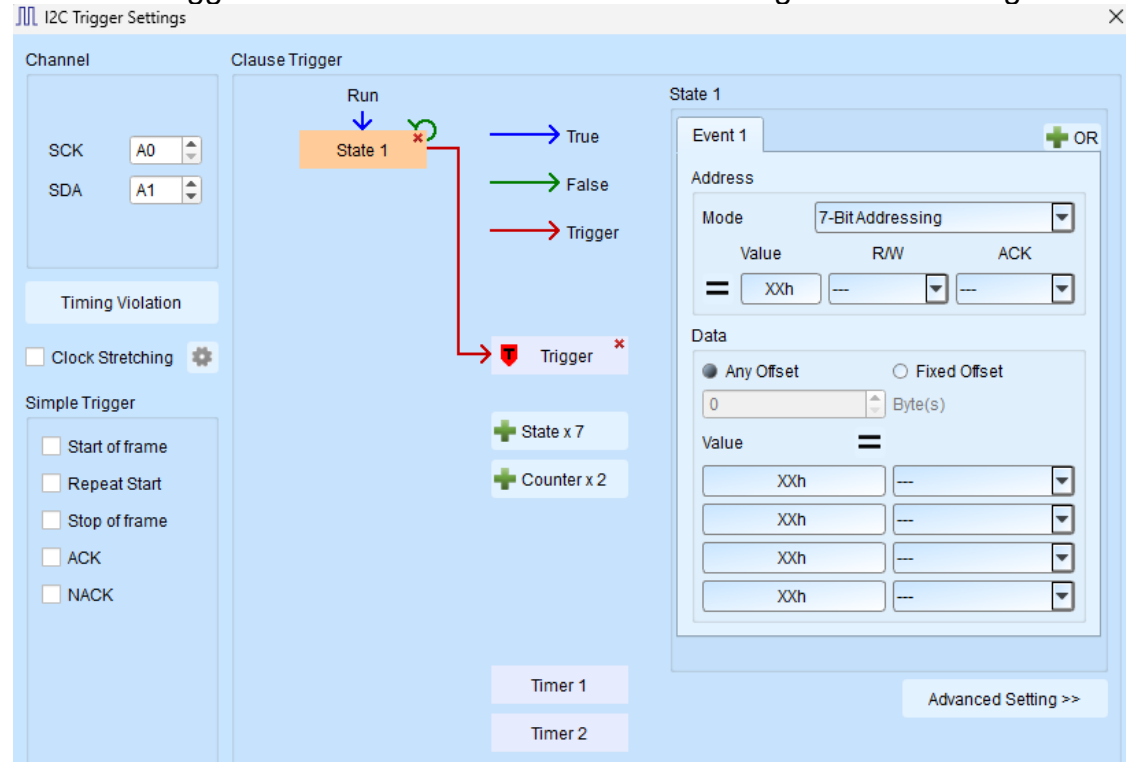 I2C Trigger Settings
Channel
SCK A0
SDA A1
Timing Violation
Clock Stretching
Simple Trigger
Start of frame
Repeat Start
Stop of frame
ACK
NACK
Clause Trigger
Run
State 1
True
False
Trigger
T Trigger
State x 7
Counter x 2
Timer 1
Timer 2
State 1
Event 1
OR
Address
Mode 7-Bit Addressing
Value R/W ACK
= XXh --- ---
Data
Any Offset Fixed Offset
0 Byte(s)
Value =
XXh ---
XXh ---
XXh ---
XXh ---
Advanced Setting >>